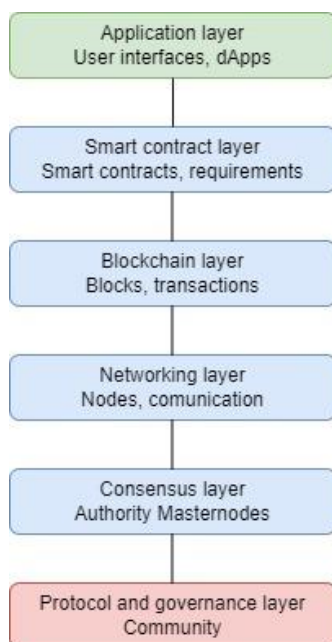 Application layer
User interfaces, dApps
Smart contract layer
Smart contracts, requirements
Blockchain layer
Blocks, transactions
Networking layer
Nodes, comunication
Consensus layer
Authority Masternodes
Protocol and governance layer
Community